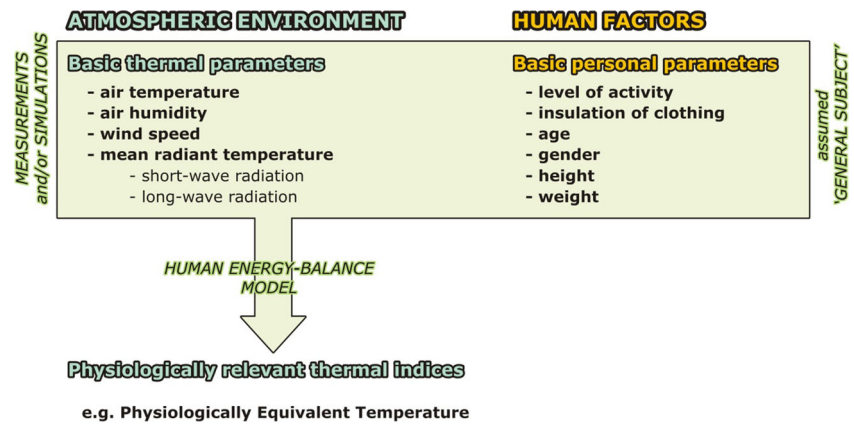 ATMOSPHERIC ENVIRONMENT
HUMAN FACTORS
MEASUREMENTS
and/or SIMULATIONS
Basic thermal parameters
- air temperature
- air humidity
- wind speed
- mean radiant temperature
- short-wave radiation
- long-wave radiation
Basic personal parameters
- level of activity
- insulation of clothing
- age
- gender
- height
- weight
assumed
'GENERAL SUBJECT'
HUMAN ENERGY-BALANCE
MODEL
Physiologically relevant thermal indices
e.g. Physiologically Equivalent Temperature